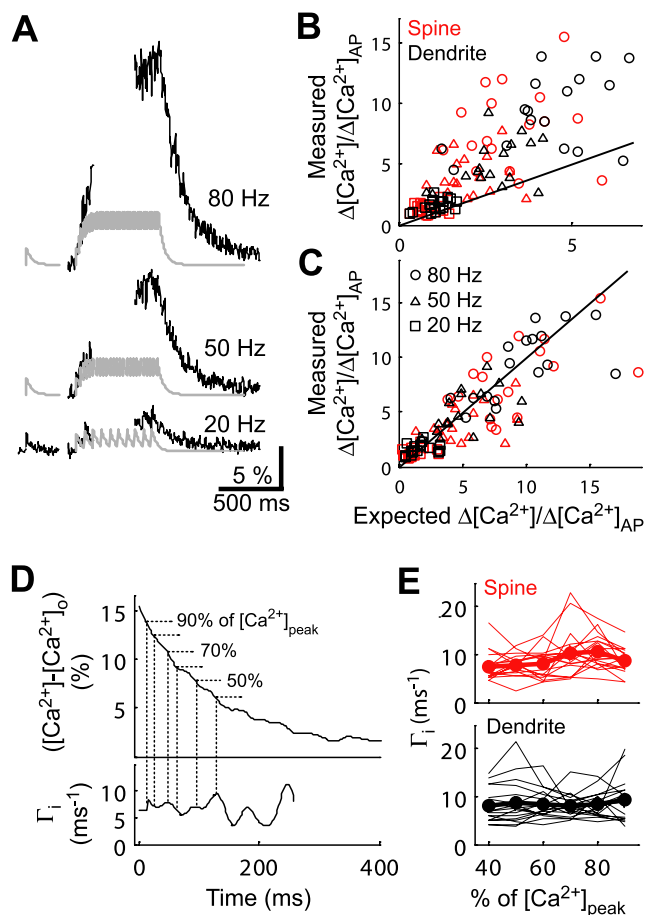 A
80 Hz
50 Hz
20 Hz
5 %
500 ms
B
Spine
Dendrite
Measured
Δ[Ca²⁺]/Δ[Ca²⁺]AP
15
10
5
0
0
5
C
80 Hz
50 Hz
20 Hz
Measured
Δ[Ca²⁺]/Δ[Ca²⁺]AP
15
10
5
0
0
5
10
15
Expected Δ[Ca²⁺]/Δ[Ca²⁺]AP
D
([Ca²⁺]-[Ca²⁺]o)
(%)
15
10
5
90% of [Ca²⁺]peak
70%
50%
Γi
(ms⁻¹)
10
5
0
0
200
400
Time (ms)
E
Spine
20
10
0
Γi (ms⁻¹)
Dendrite
20
10
0
40
60
80
% of [Ca²⁺]peak